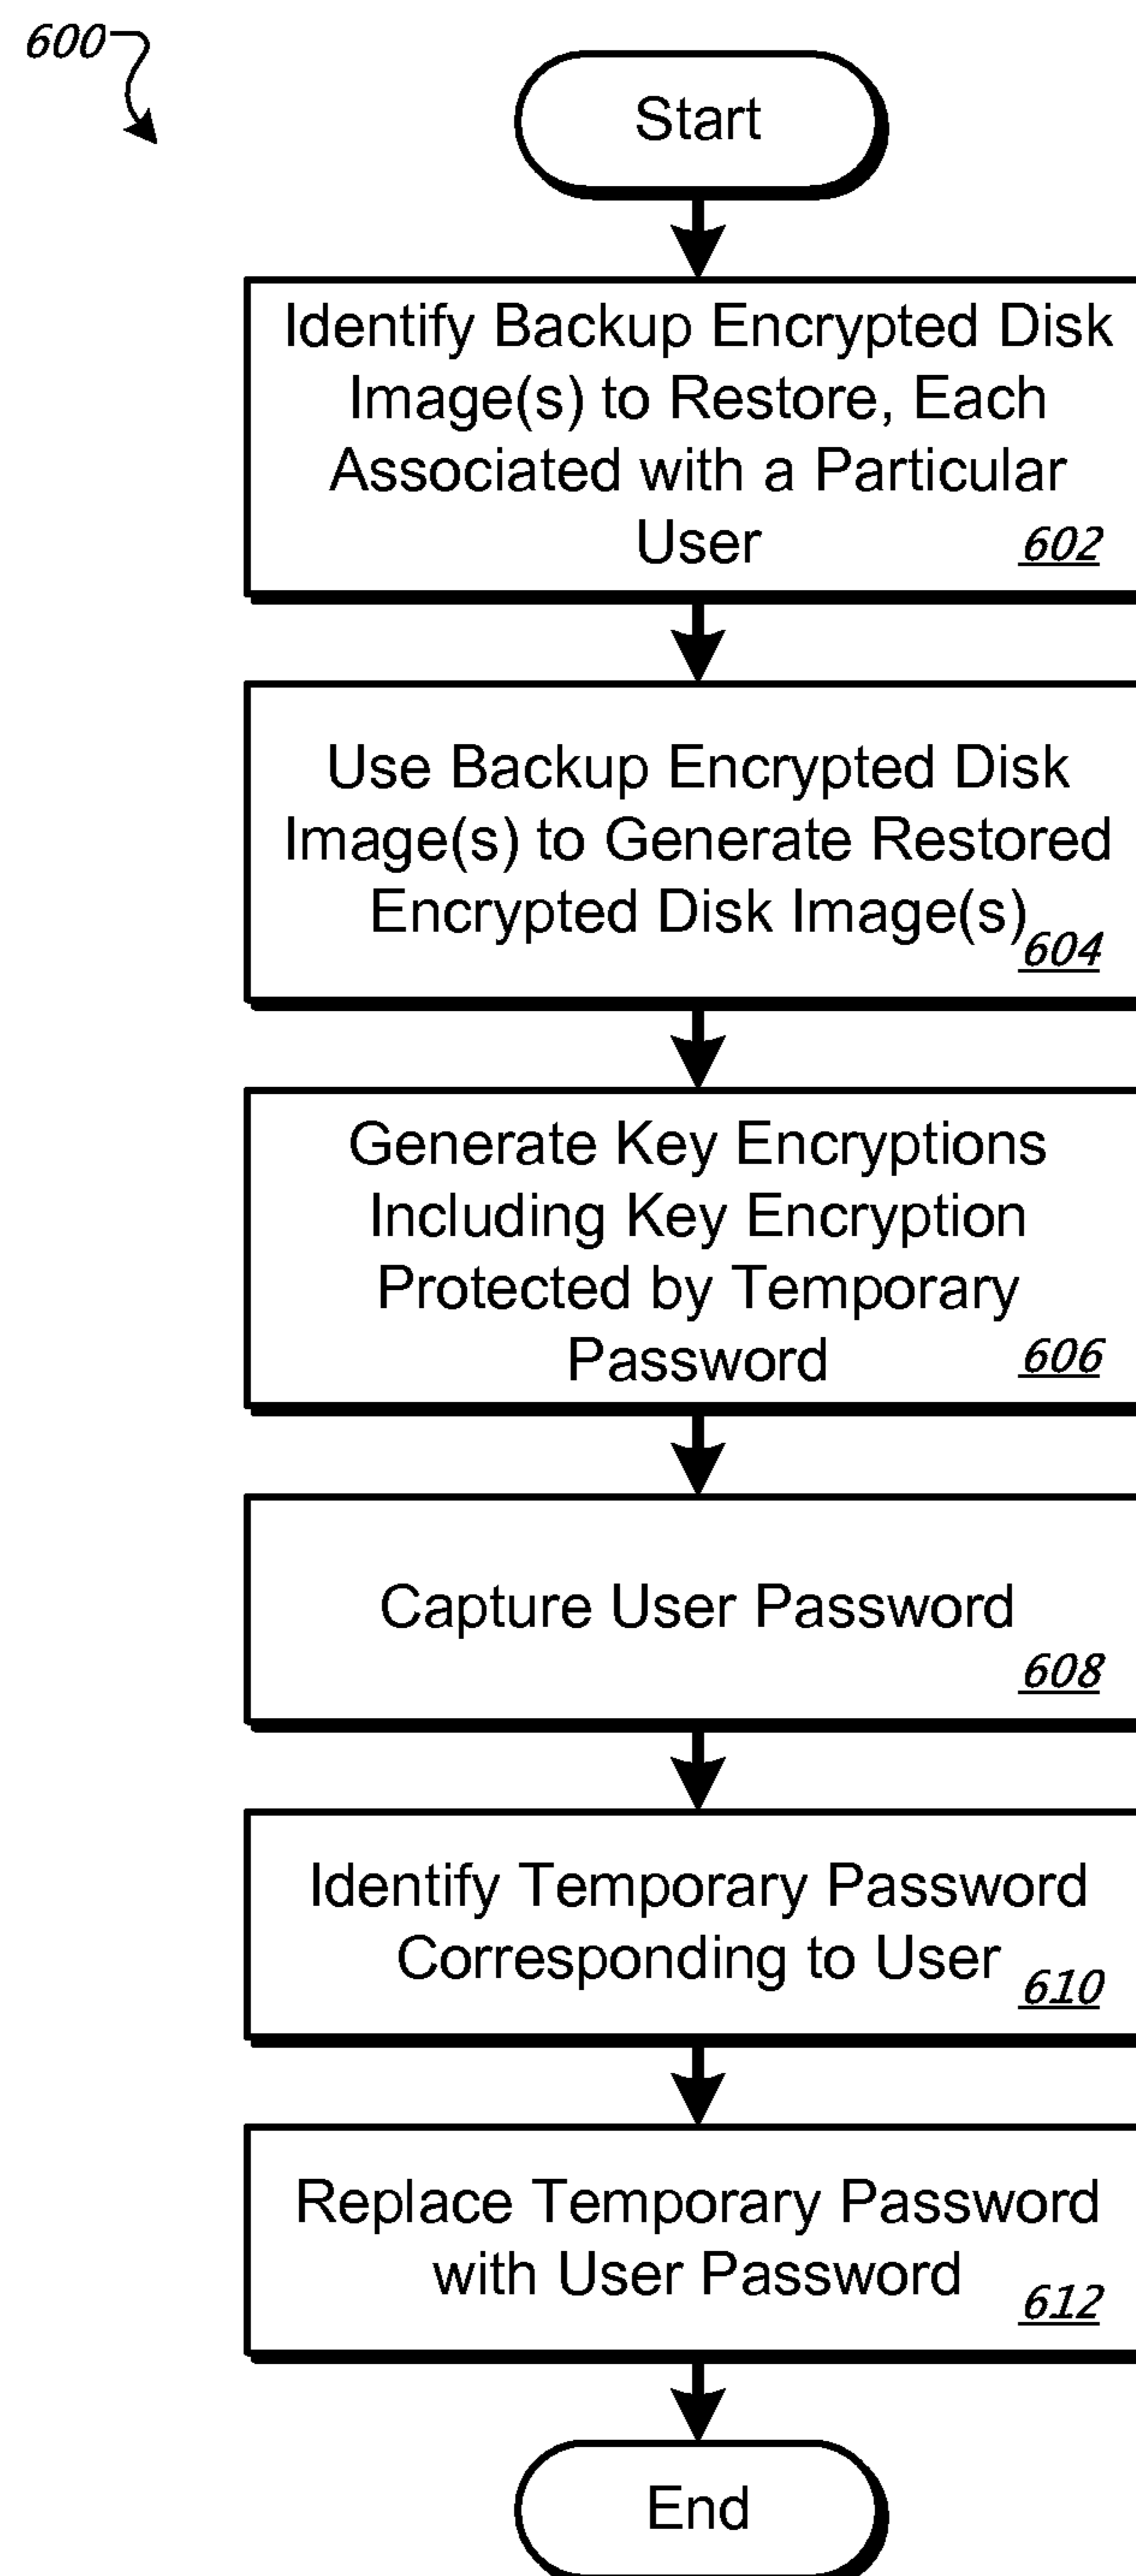 600
Start
Identify Backup Encrypted Disk
Image(s) to Restore, Each
Associated with a Particular
User
602
Use Backup Encrypted Disk
Image(s) to Generate Restored
Encrypted Disk Image(s)
604
Generate Key Encryptions
Including Key Encryption
Protected by Temporary
Password
606
Capture User Password
608
Identify Temporary Password
Corresponding to User
610
Replace Temporary Password
with User Password
612
End